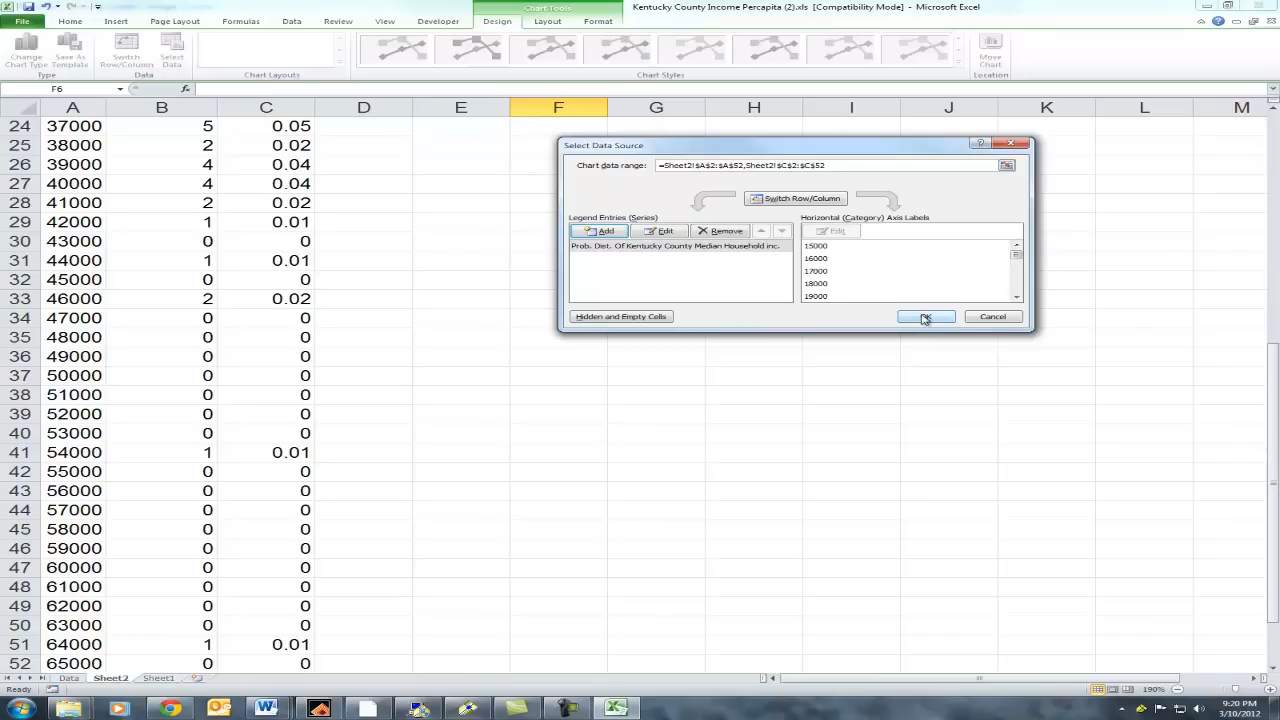 Chart Tools
Kentucky County Income Percapita (2).xls [Compatibility Mode] - Microsoft Excel
File Home Insert Page Layout Formulas Data Review View Developer Design Layout Format
Change Chart Type
Save As Template
Switch Row/Column
Select Data
Move Chart
Type Data Chart Layouts Chart Styles Location
F6 fx
A B C D E F G H I J K L M
24 37000 5 0.05
25 38000 2 0.02
26 39000 4 0.04
27 40000 4 0.04
28 41000 2 0.02
29 42000 1 0.01
30 43000 0 0
31 44000 1 0.01
32 45000 0 0
33 46000 2 0.02
34 47000 0 0
35 48000 0 0
36 49000 0 0
37 50000 0 0
38 51000 0 0
39 52000 0 0
40 53000 0 0
41 54000 1 0.01
42 55000 0 0
43 56000 0 0
44 57000 0 0
45 58000 0 0
46 59000 0 0
47 60000 0 0
48 61000 0 0
49 62000 0 0
50 63000 0 0
51 64000 1 0.01
52 65000 0 0
Select Data Source
Chart data range: =Sheet2!$A$2:$A$52,Sheet2!$C$2:$C$52
Switch Row/Column
Legend Entries (Series) Horizontal (Category) Axis Labels
Add Edit Remove Edit
Prob. Dist. Of Kentucky County Median Household inc.
15000
16000
17000
18000
19000
Hidden and Empty Cells Cancel
Data Sheet2 Sheet1
Ready 190%
9:20 PM
3/10/2012